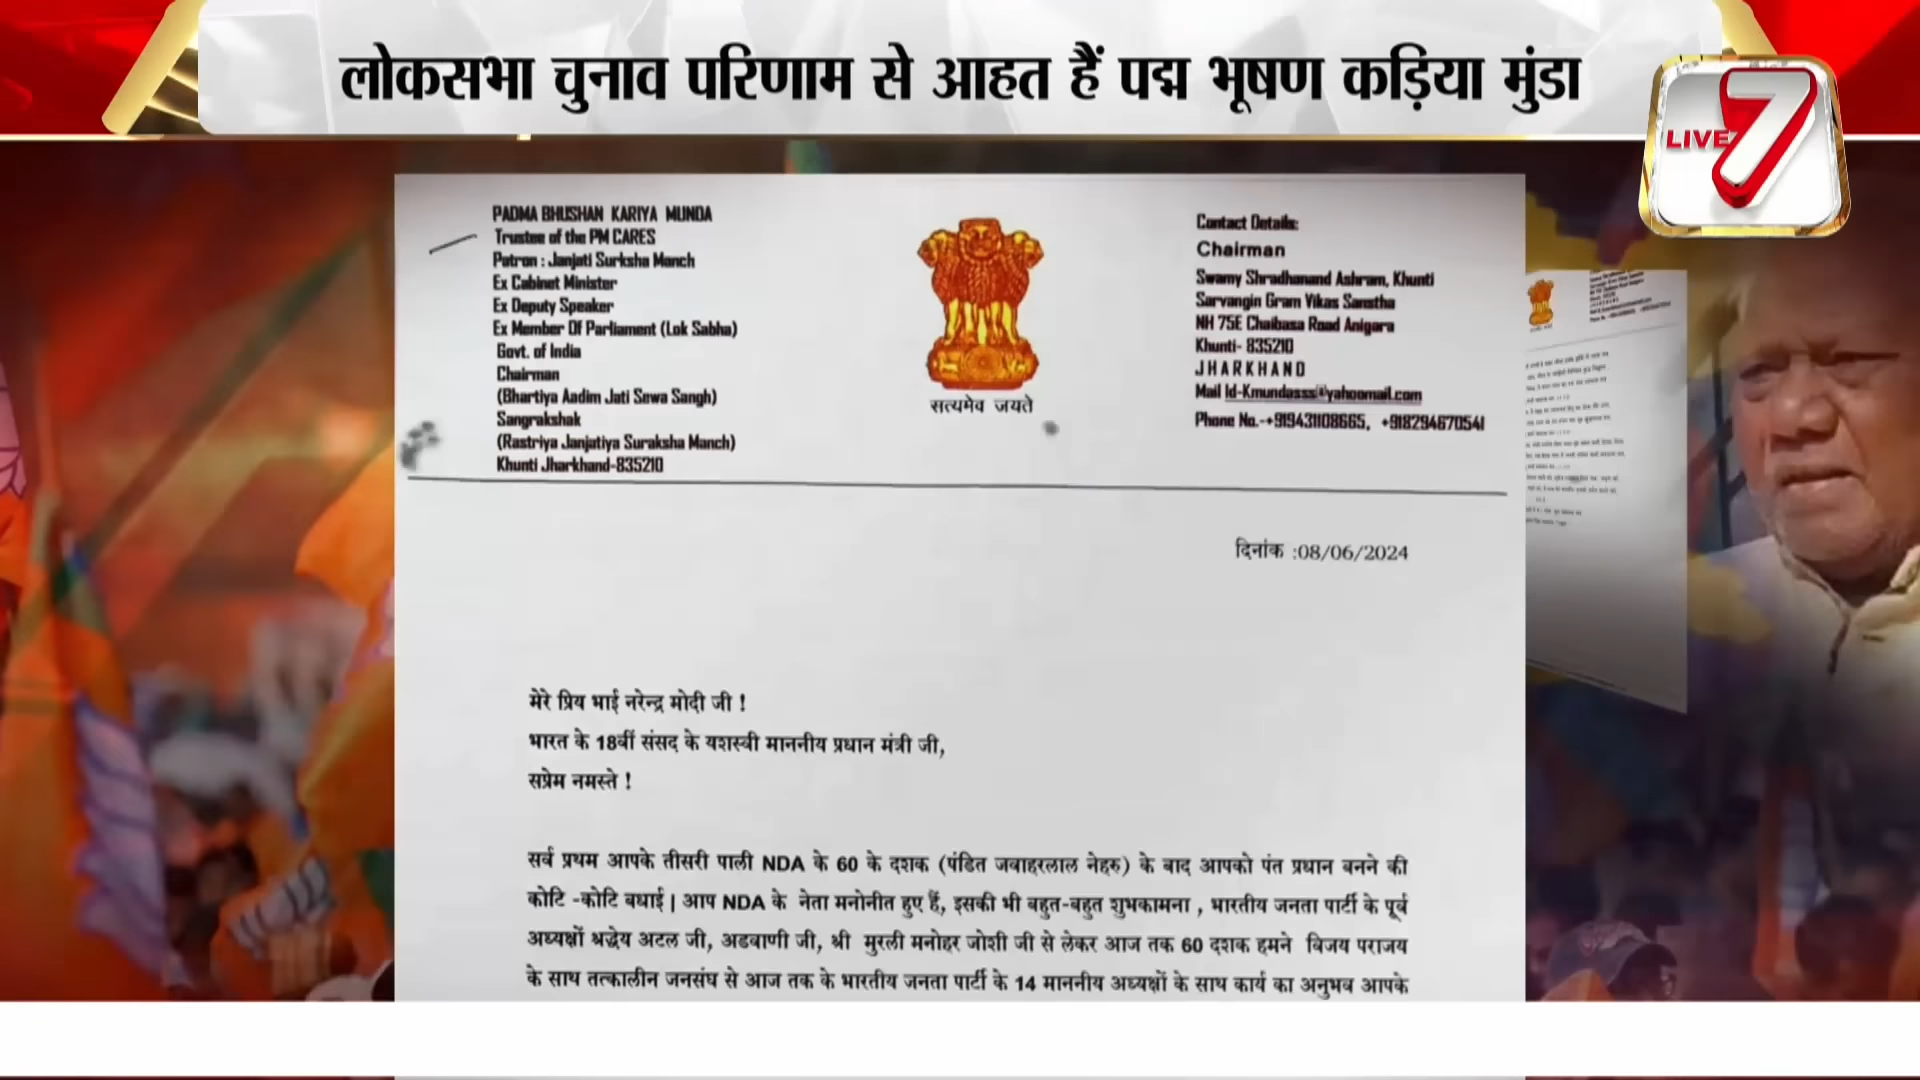 लोकसभा चुनाव परिणाम से आहत हैं पद्म भूषण कड़िया मुंडा
LIVE 7
PADMA BHUSHAN KARIYA MUNDA
Trustee of the PM CARES
Patron : Janjati Surksha Manch
Ex Cabinet Minister
Ex Deputy Speaker
Ex Member Of Parliament (Lok Sabha)
Govt. of India
Chairman
(Bhartiya Aadim Jati Sewa Sangh)
Sangrakshak
(Rastriya Janjatiya Suraksha Manch)
Khunti Jharkhand-835210
सत्यमेव जयते
Contact Details:
Chairman
Swamy Shradhanand Ashram, Khunti
Sarvangin Gram Vikas Sanstha
NH 75E Chaibasa Road Anigara
Khunti- 835210
JHARKHAND
Mail Id-Kmundasss@yahoomail.com
Phone No.-+919431108665, +918294670541
दिनांक :08/06/2024
मेरे प्रिय भाई नरेन्द्र मोदी जी !
भारत के 18वीं संसद के यशस्वी माननीय प्रधान मंत्री जी,
सप्रेम नमस्ते !
सर्व प्रथम आपके तीसरी पाली NDA के 60 के दशक (पंडित जवाहरलाल नेहरु) के बाद आपको पंत प्रधान बनने की
कोटि -कोटि बधाई | आप NDA के नेता मनोनीत हुए हैं, इसकी भी बहुत-बहुत शुभकामना , भारतीय जनता पार्टी के पूर्व
अध्यक्षों श्रद्धेय अटल जी, अडवाणी जी, श्री मुरली मनोहर जोशी जी से लेकर आज तक 60 दशक हमने विजय पराजय
के साथ तत्कालीन जनसंघ से आज तक के भारतीय जनता पार्टी के 14 माननीय अध्यक्षों के साथ कार्य का अनुभव आपके